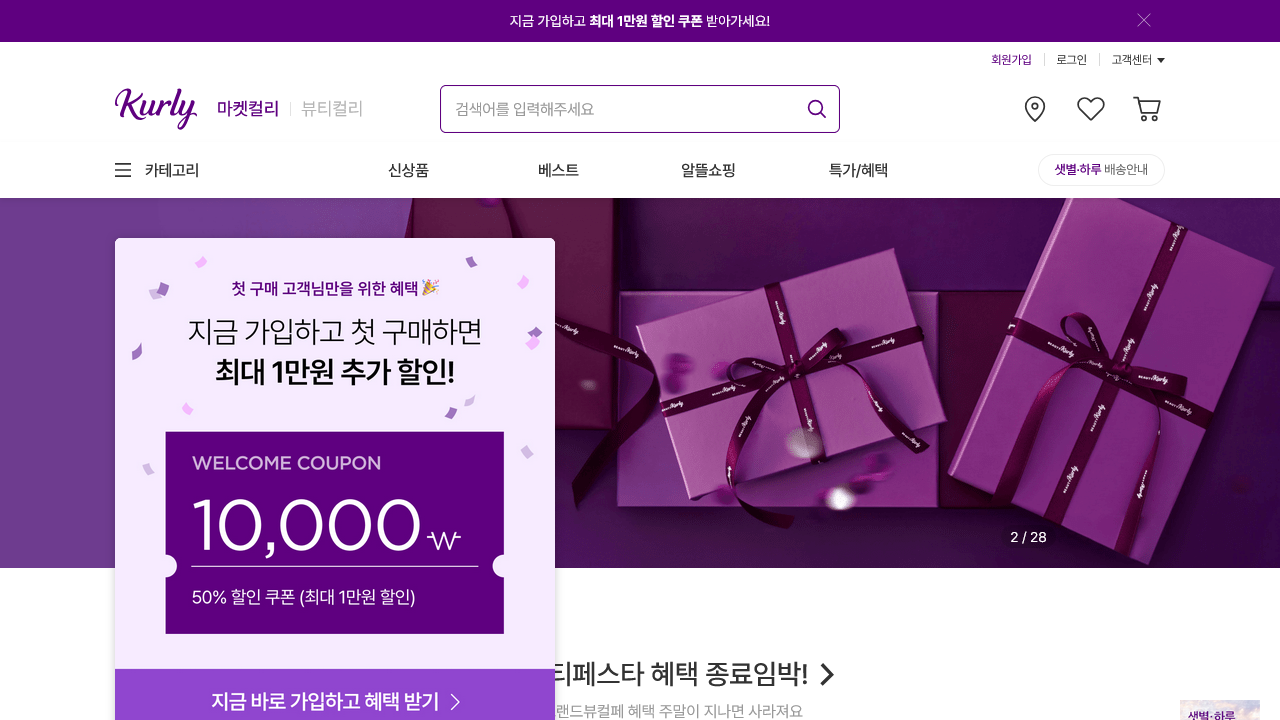 지금 가입하고 최대 1만원 할인 쿠폰 받아가세요!
회원가입
로그인
고객센터
Kurly
마켓컬리
뷰티컬리
검색어를 입력해주세요
카테고리
신상품
베스트
알뜰쇼핑
특가/혜택
샛별·하루 배송안내
첫 구매 고객님만을 위한 혜택
지금 가입하고 첫 구매하면
최대 1만원 추가 할인!
WELCOME COUPON
10,000₩
50% 할인 쿠폰 (최대 1만원 할인)
지금 바로 가입하고 혜택 받기
BEAUTY Kurly
2 / 28
티페스타 혜택 종료임박!
랜드뷰컬페 혜택 주말이 지나면 사라져요
샛별·하루